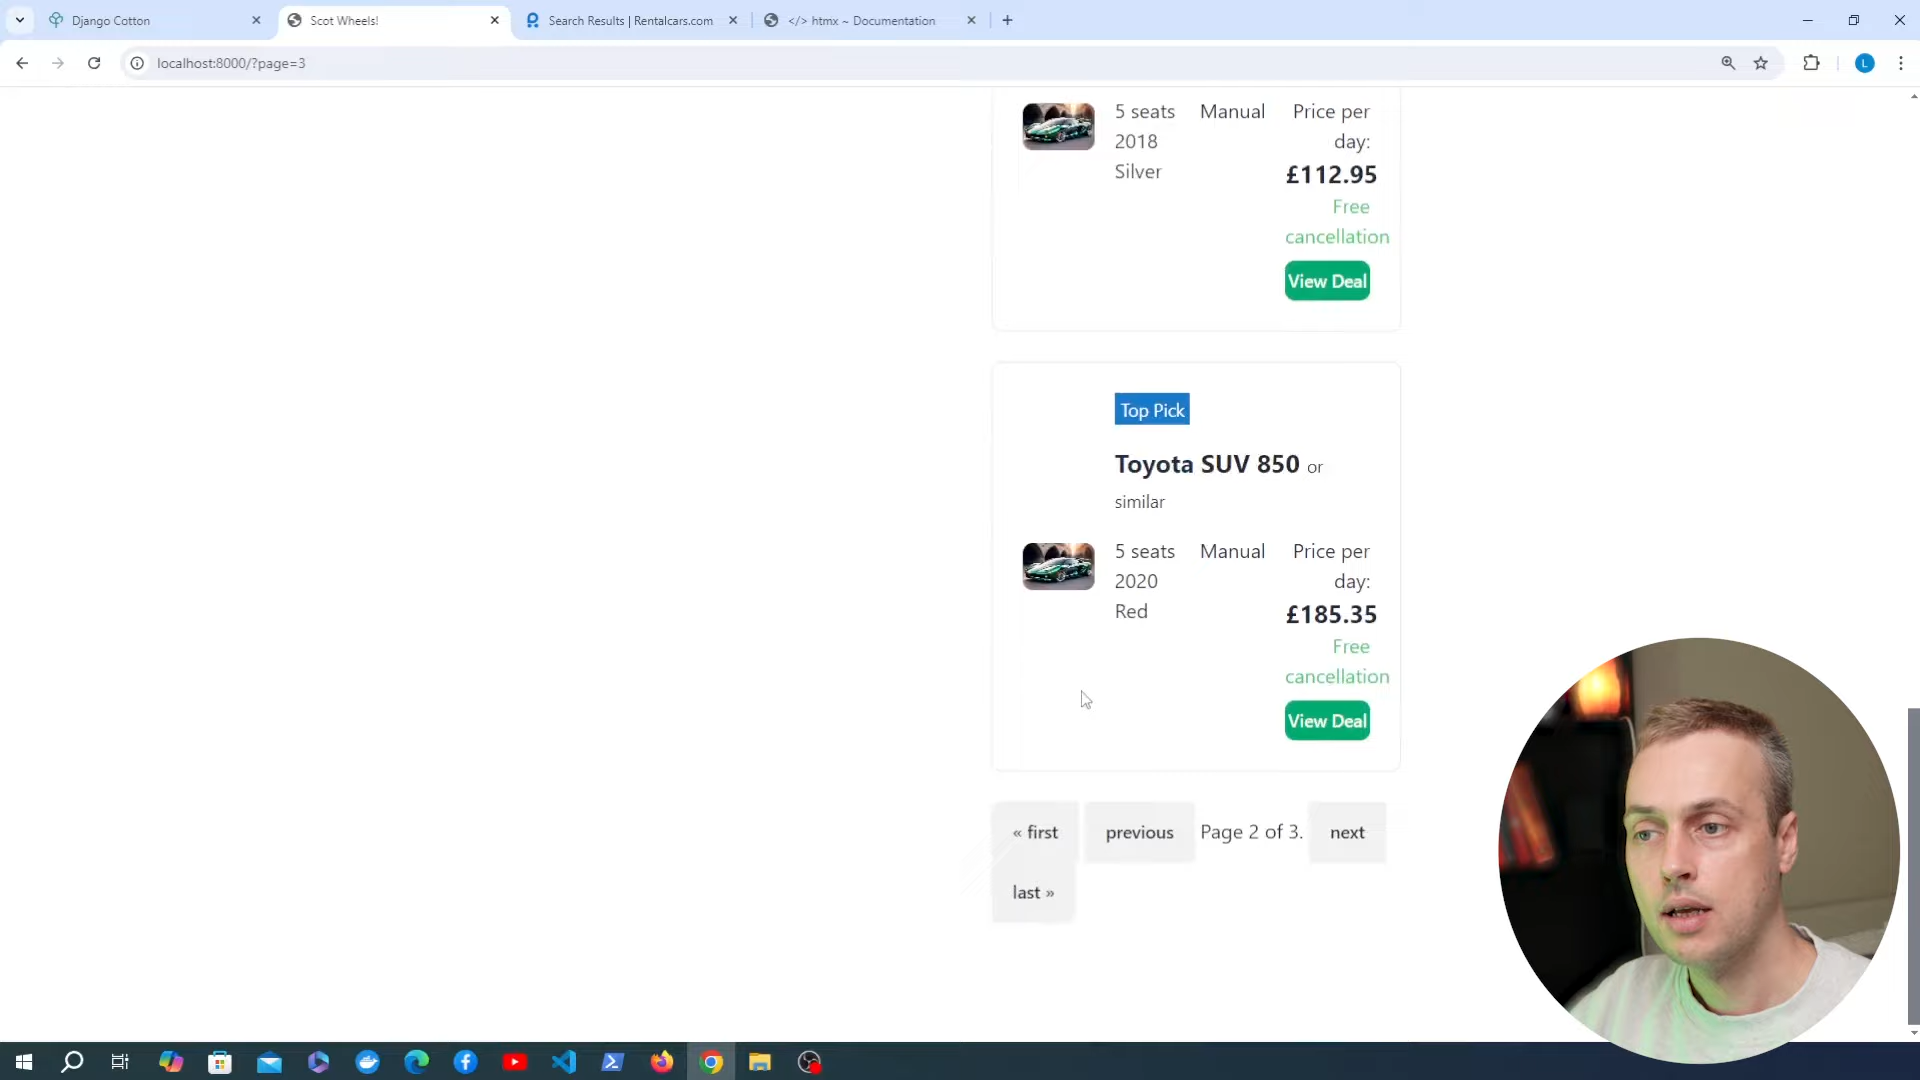 Django Cotton
Scot Wheels!
Search Results | Rentalcars.com
</> htmx ~ Documentation
localhost:8000/?page=3
L
5 seats
2018
Silver
Manual
Price per
day:
£112.95
Free
cancellation
View Deal
Top Pick
Toyota SUV 850 or
similar
5 seats
2020
Red
Manual
Price per
day:
£185.35
Free
cancellation
View Deal
« first
previous
Page 2 of 3.
next
last »